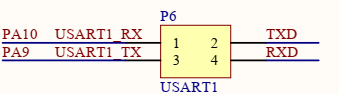 P6
PA10 USART1_RX 1 2 TXD
PA9 USART1_TX 3 4 RXD
USART1